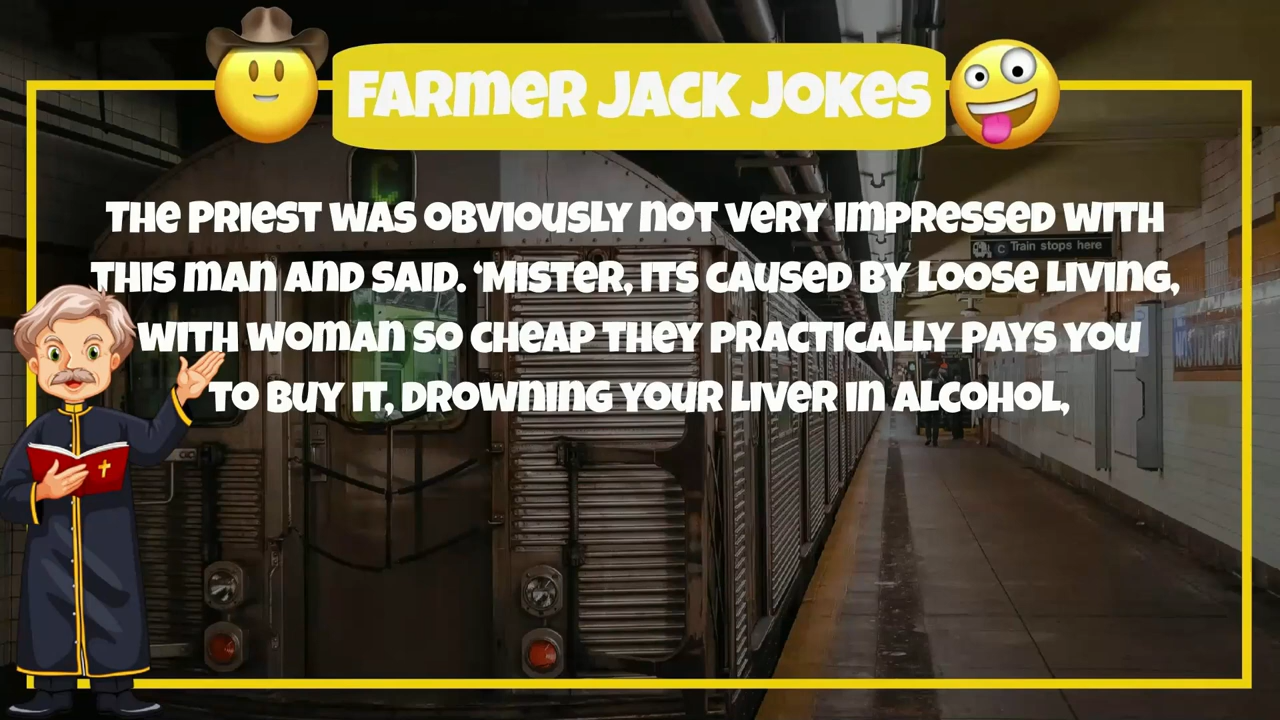 FARMER JACK JOKES
THE PRIEST WAS OBVIOUSLY NOT VERY IMPRESSED WITH
THIS MAN AND SAID. ‘MISTER, ITS CAUSED BY LOOSE LIVING,
WITH WOMAN SO CHEAP THEY PRACTICALLY PAYS YOU
TO BUY IT, DROWNING YOUR LIVER IN ALCOHOL,
C Train stops here
C